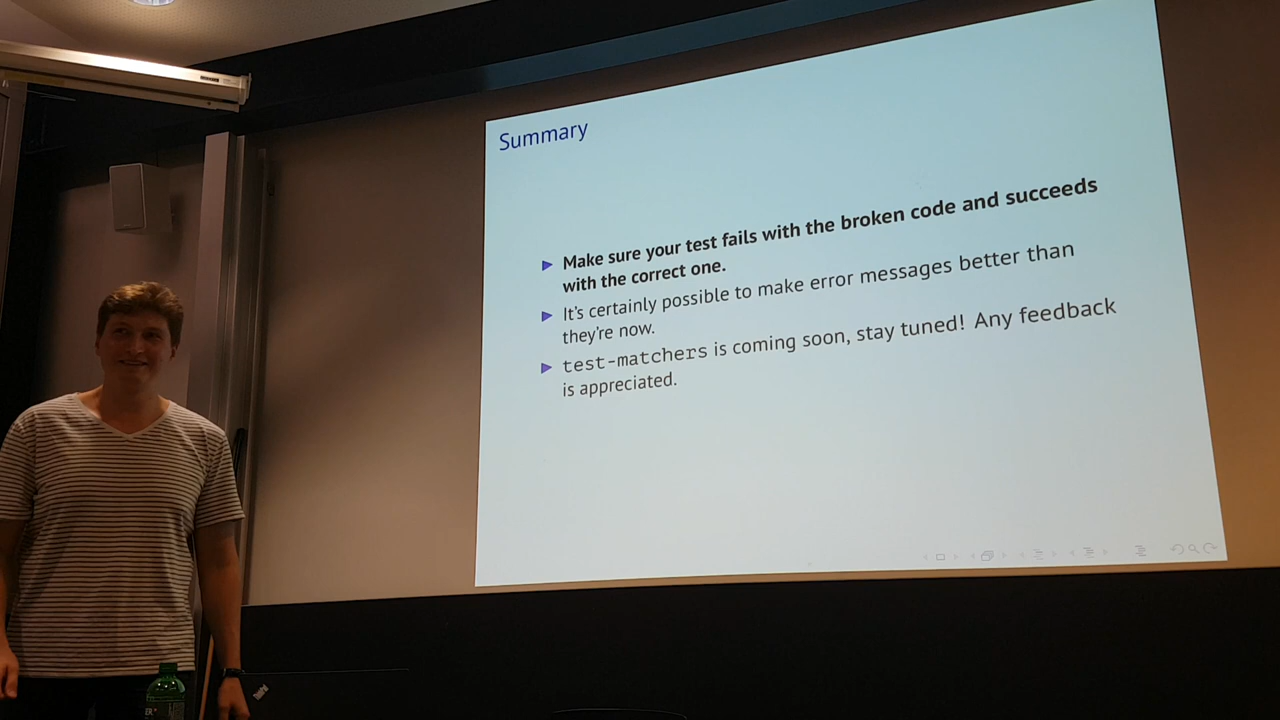 Summary
Make sure your test fails with the broken code and succeeds
with the correct one.
It's certainly possible to make error messages better than
they're now.
test-matchers is coming soon, stay tuned! Any feedback
is appreciated.
ThinkPad